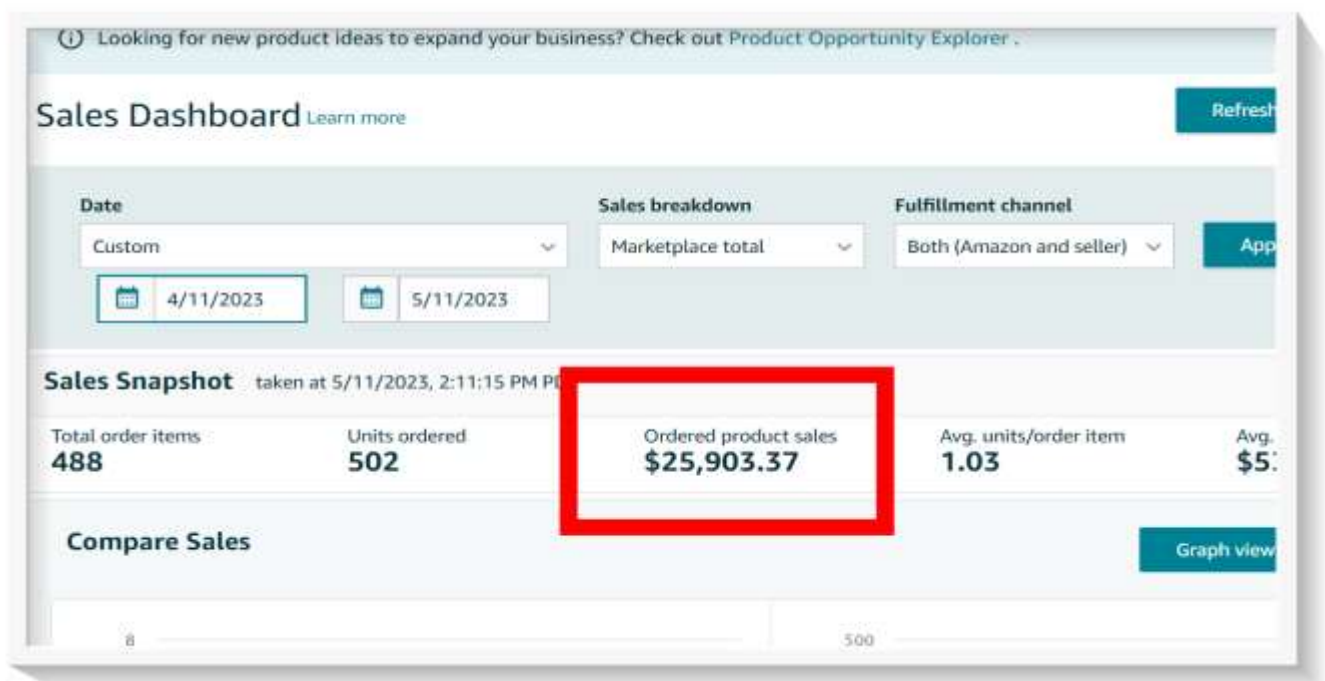 Looking for new product ideas to expand your business? Check out Product Opportunity Explorer .
Sales Dashboard Learn more
Refresh
Date
Sales breakdown
Fulfillment channel
Custom
Marketplace total
Both (Amazon and seller)
App
4/11/2023
5/11/2023
Sales Snapshot taken at 5/11/2023, 2:11:15 PM
Total order items
Units ordered
Ordered product sales
Avg. units/order item
Avg.
488
502
$25,903.37
1.03
Compare Sales
Graph view
8
500